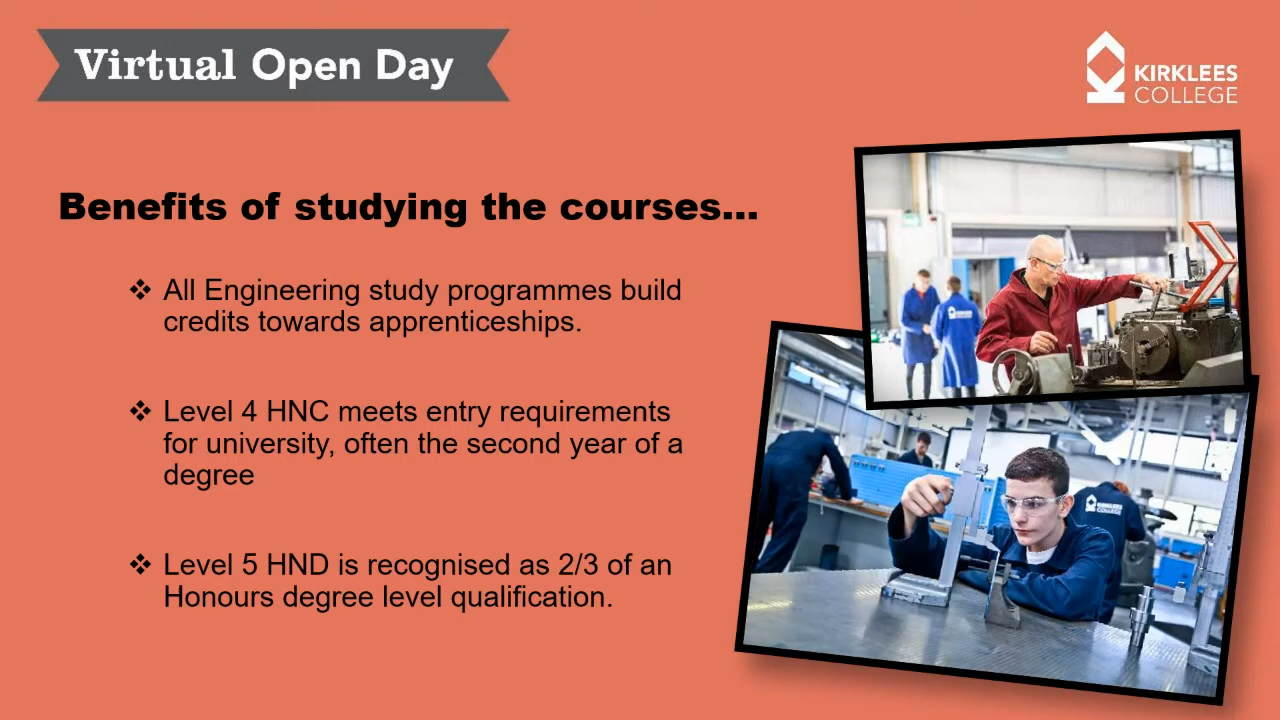 Virtual Open Day
KIRKLEES
COLLEGE
Benefits of studying the courses...
❖ All Engineering study programmes build
credits towards apprenticeships.
❖ Level 4 HNC meets entry requirements
for university, often the second year of a
degree
❖ Level 5 HND is recognised as 2/3 of an
Honours degree level qualification.
KIRKLEES
COLLEGE